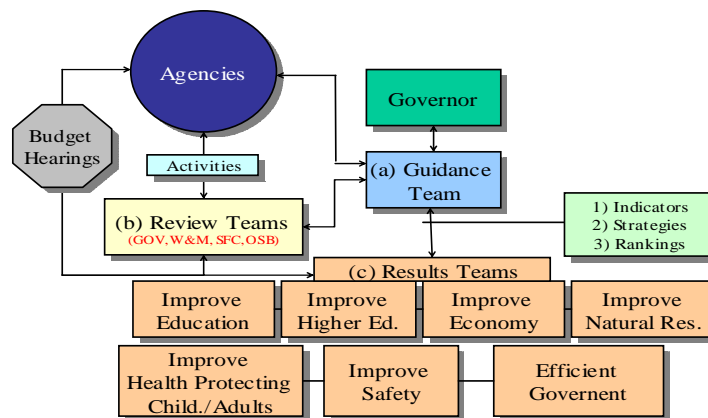 Agencies
Governor
Budget
Hearings
Activities
(a) Guidance
Team
(b) Review Teams
(GOV, W&M, SFC, OSB)
1) Indicators
2) Strategies
3) Rankings
(c) Results Teams
Improve
Education
Improve
Higher Ed.
Improve
Economy
Improve
Natural Res.
Improve
Health Protecting
Child./Adults
Improve
Safety
Efficient
Governent